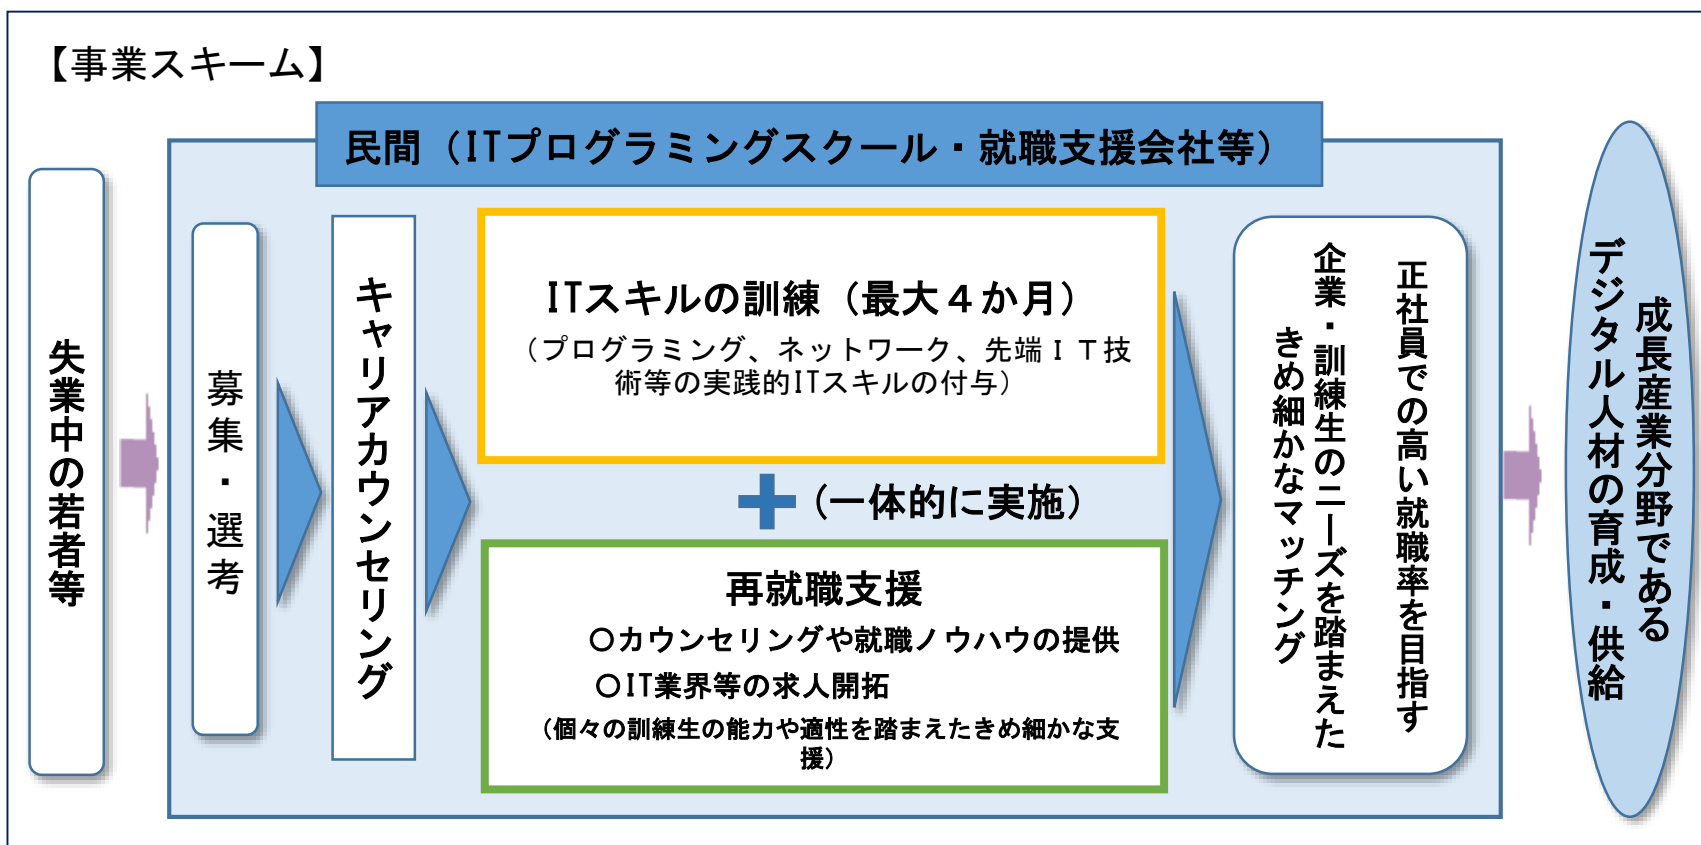 【事業スキーム】
民間（ITプログラミングスクール・就職支援会社等）
失業中の若者等
募集・選考
キャリアカウンセリング
ITスキルの訓練（最大４か月）
（プログラミング、ネットワーク、先端ＩＴ技
術等の実践的ITスキルの付与）
（一体的に実施）
再就職支援
○カウンセリングや就職ノウハウの提供
○IT業界等の求人開拓
（個々の訓練生の能力や適性を踏まえたきめ細かな支
援）
正社員での高い就職率を目指す
企業・訓練生のニーズを踏まえた
きめ細かなマッチング
成長産業分野である
デジタル人材の育成・供給